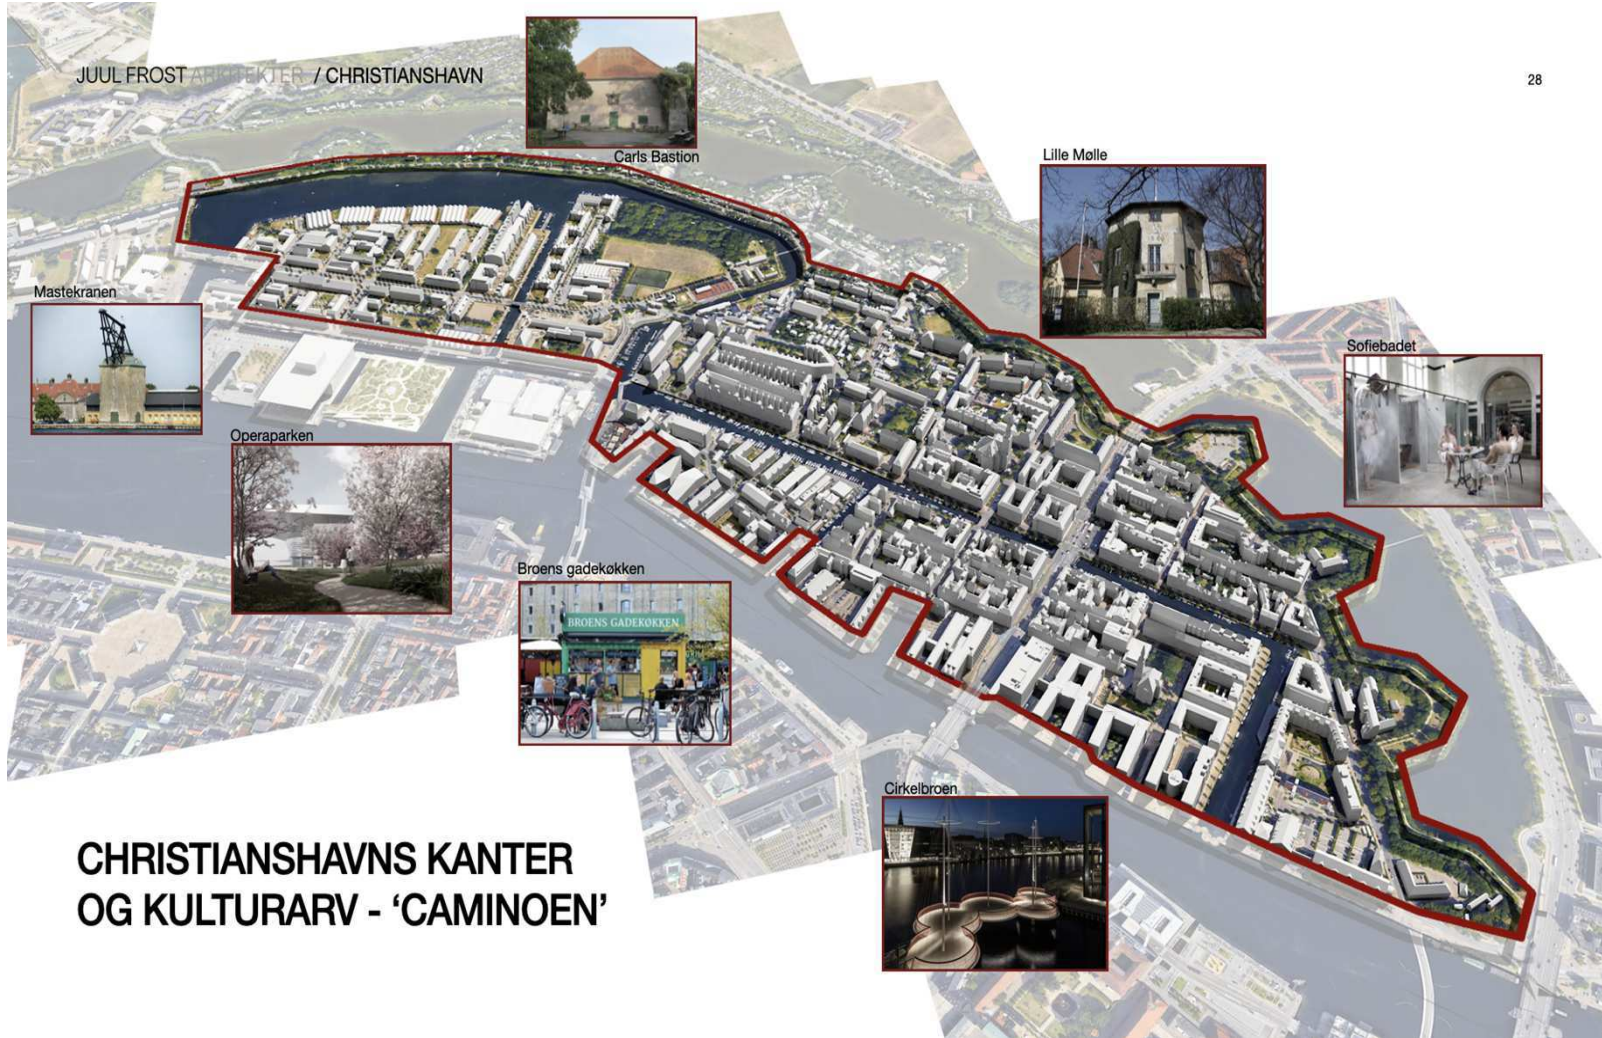 JUUL FROST ARKITEKTER / CHRISTIANSHAVN
28
Carls Bastion
Lille Mølle
Mastekranen
Sofiebadet
Operaparken
Broens gadekøkken
BROENS GADEKØKKEN
Cirkelbroen
CHRISTIANSHAVNS KANTER
OG KULTURARV - ‘CAMINOEN’